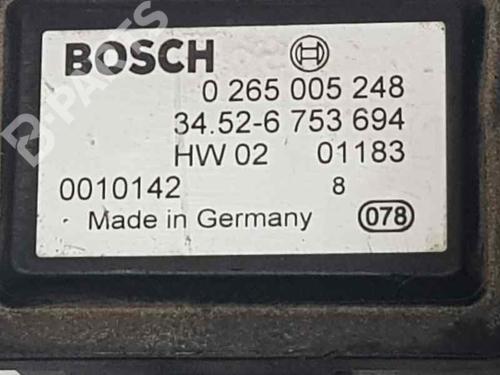 BOSCH
0 265 005 248
34.52-6 753 694
HW 02 01183
0010142 8
Made in Germany 078
B-PARTS